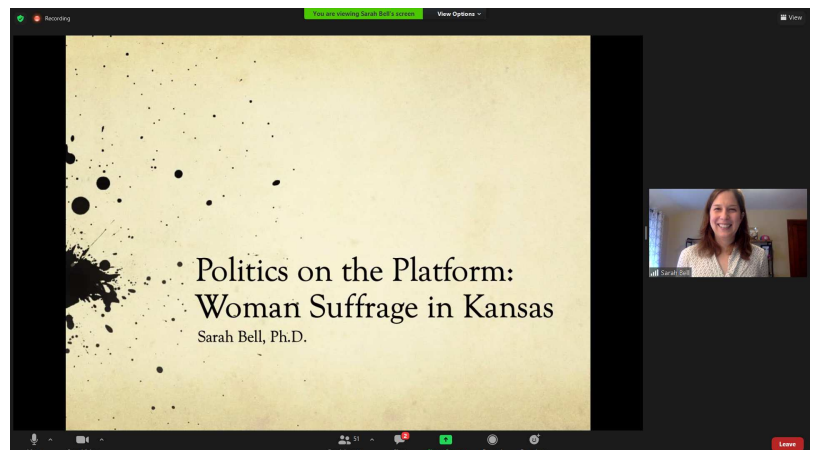 Recording
You are viewing Sarah Bell's screen
View Options
View
Politics on the Platform:
Woman Suffrage in Kansas
Sarah Bell, Ph.D.
Sarah Bell
51
2
Leave